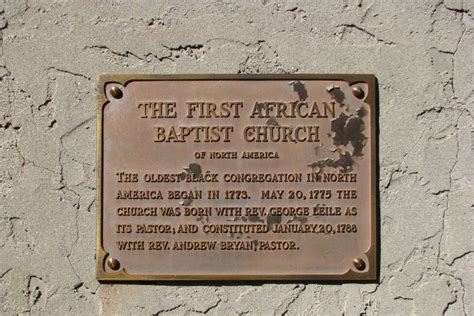 THE FIRST AFRICAN
BAPTIST CHURCH
OF NORTH AMERICA
THE OLDEST BLACK CONGREGATION IN NORTH
AMERICA BEGAN IN 1773. MAY 20, 1775 THE
CHURCH WAS BORN WITH REV. GEORGE LEILE AS
ITS PASTOR; AND CONSTITUTED JANUARY 20, 1788
WITH REV. ANDREW BRYAN, PASTOR.